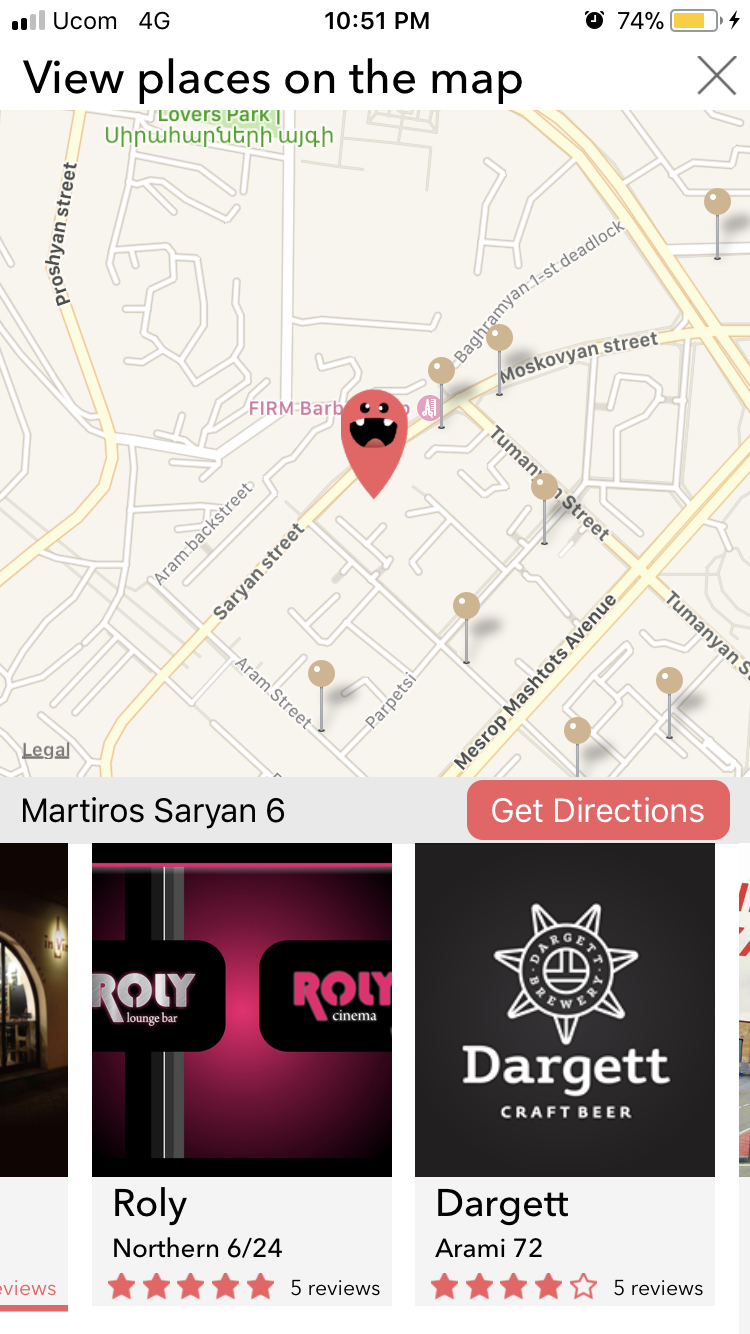 Ucom 4G 10:51 PM 74%
View places on the map
Lovers Park |
Սիրահարների այգի
Proshyan street
Baghramyan 1-st deadlock
Moskovyan street
FIRM Barb
Tumanyan Street
Aram backstreet
Saryan street
Mesrop Mashtots Avenue
Tumanyan S
Aram Street
Parpetsi
Legal
Martiros Saryan 6
Get Directions
in Vin
ROLY
lounge bar
ROLY
cinema
DARGETT
BREWERY
Dargett
CRAFT BEER
Roly
Northern 6/24
5 reviews
Dargett
Arami 72
5 reviews
eviews